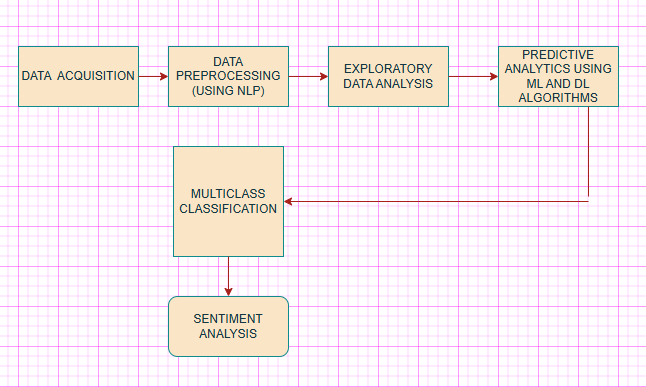 DATA ACQUISITION
DATA
PREPROCESSING
(USING NLP)
EXPLORATORY
DATA ANALYSIS
PREDICTIVE
ANALYTICS USING
ML AND DL
ALGORITHMS
MULTICLASS
CLASSIFICATION
SENTIMENT
ANALYSIS